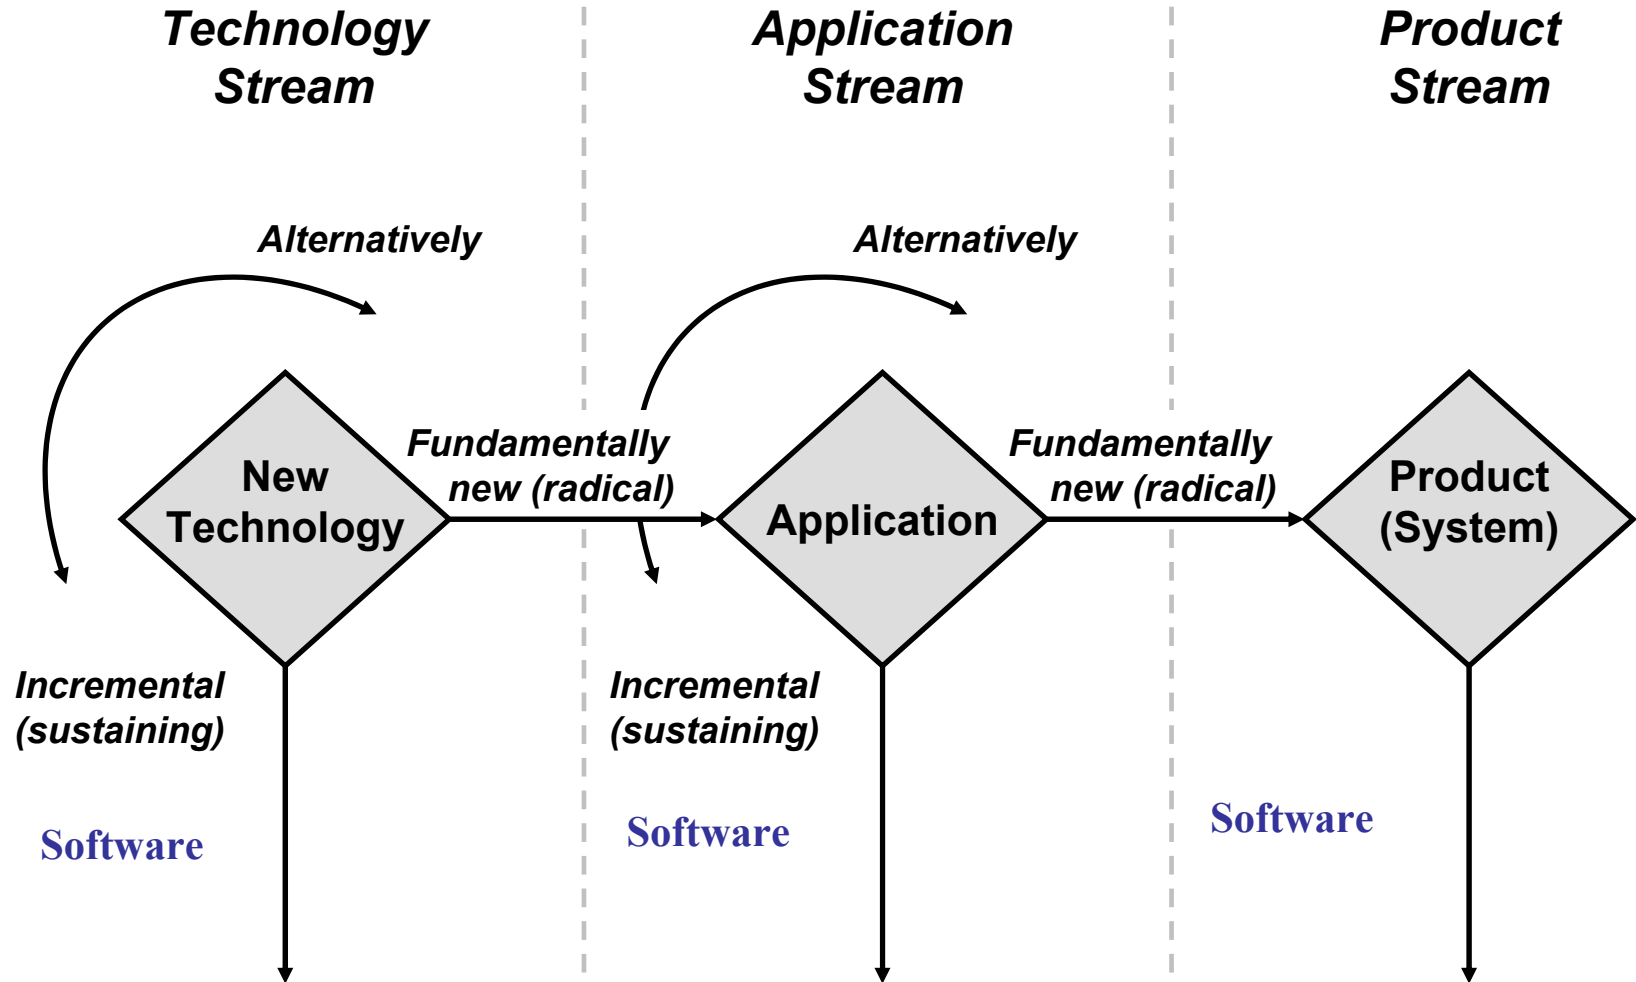 Technology
Stream
Application
Stream
Product
Stream
Alternatively
Alternatively
Fundamentally
new (radical)
Fundamentally
new (radical)
New
Technology
Application
Product
(System)
Incremental
(sustaining)
Incremental
(sustaining)
Software
Software
Software